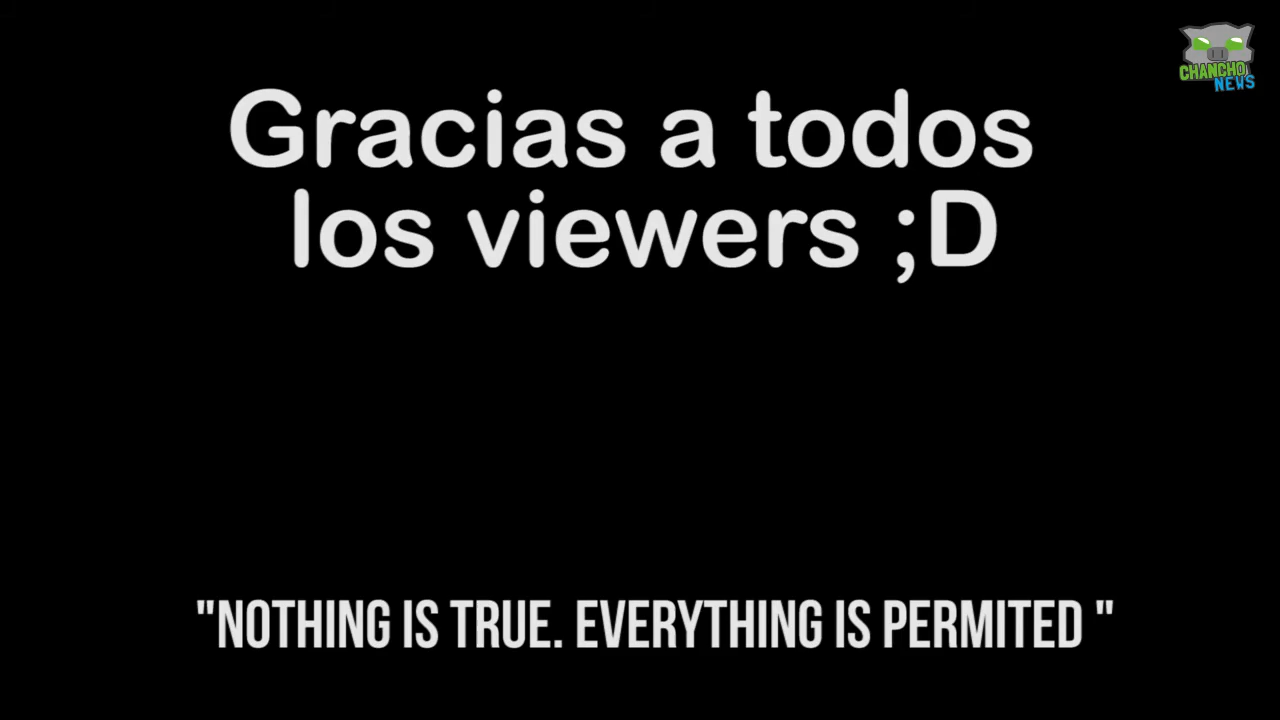 CHANCHO
NEWS
Gracias a todos
los viewers ;D
"NOTHING IS TRUE. EVERYTHING IS PERMITED "